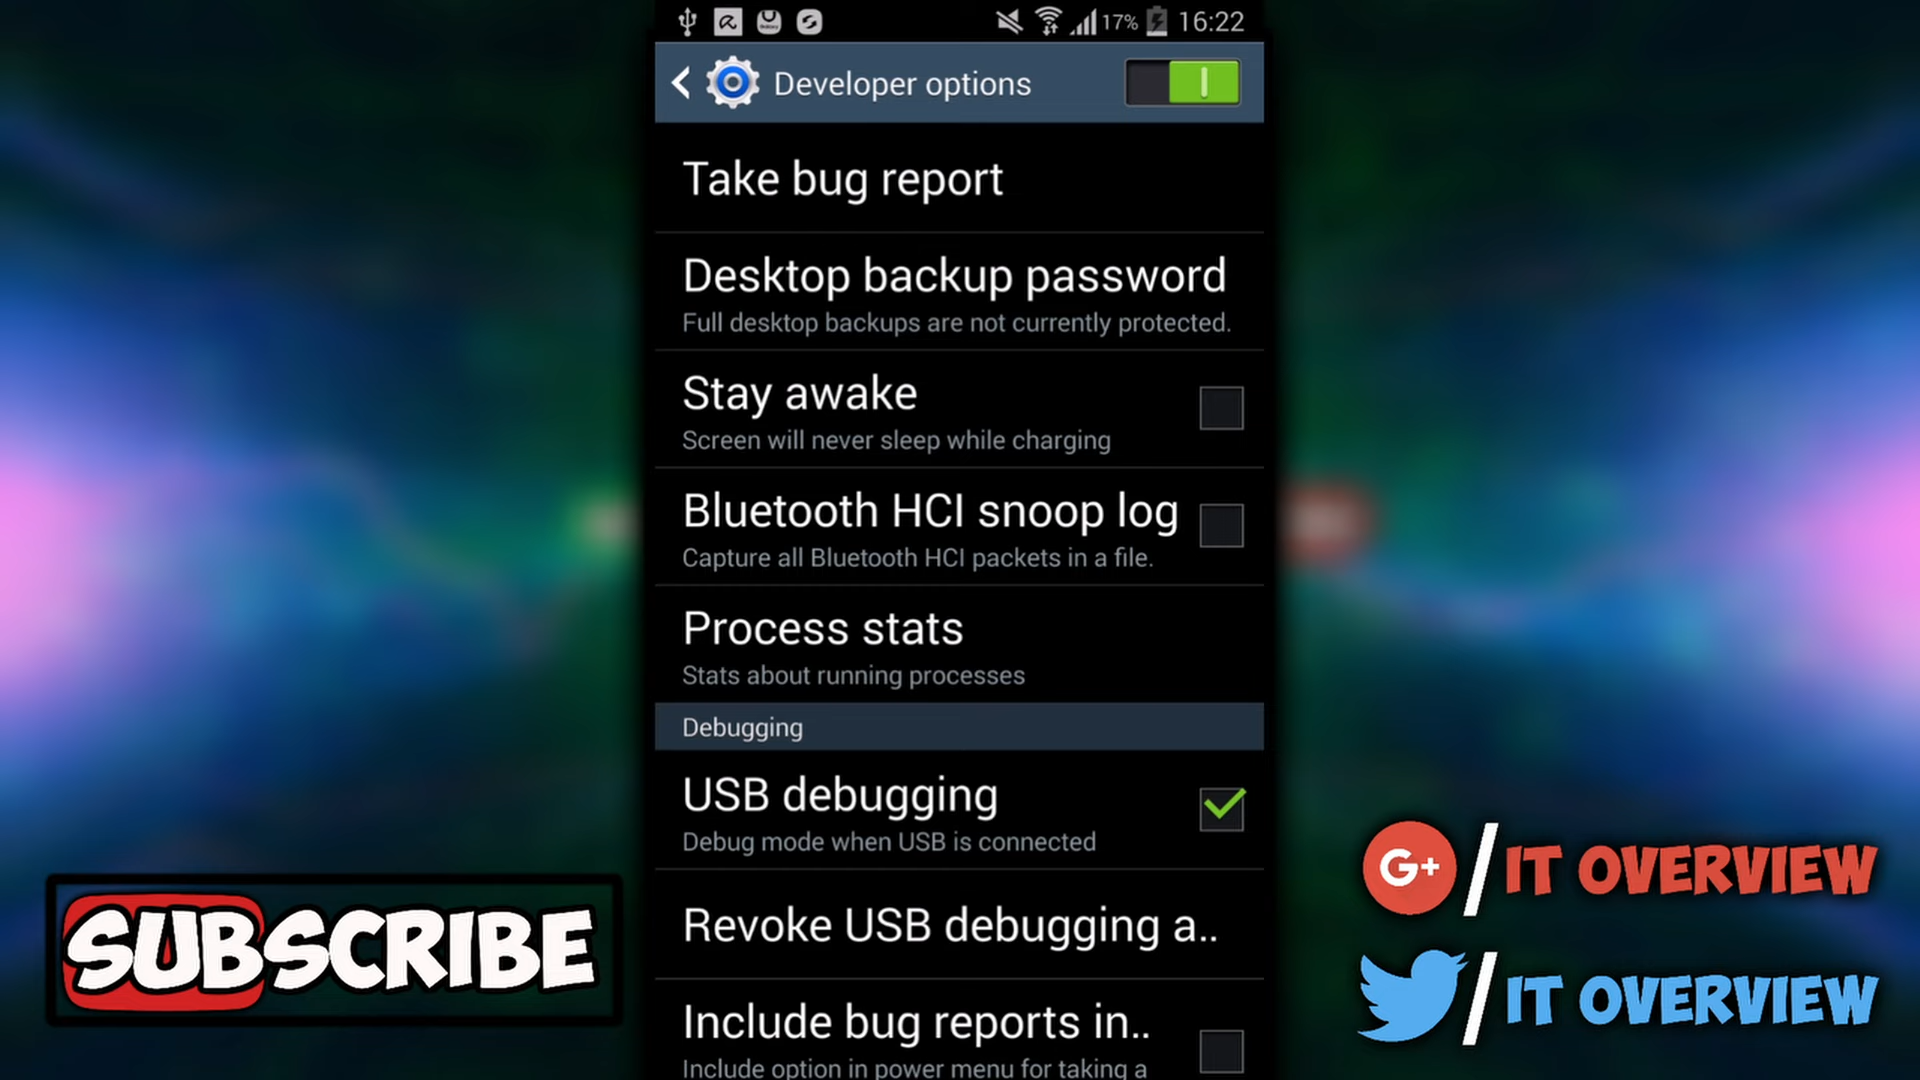 17%
16:22
Developer options
Take bug report
Desktop backup password
Full desktop backups are not currently protected.
Stay awake
Screen will never sleep while charging
Bluetooth HCI snoop log
Capture all Bluetooth HCI packets in a file.
Process stats
Stats about running processes
Debugging
USB debugging
Debug mode when USB is connected
Revoke USB debugging a..
Include bug reports in..
Include option in power menu for taking a
SUBSCRIBE
G+ / IT OVERVIEW
/ IT OVERVIEW